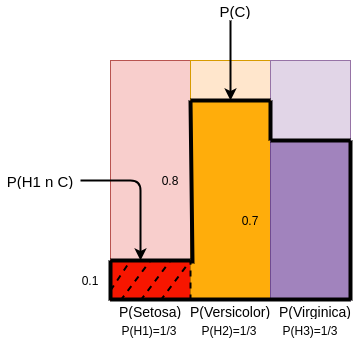 P(C)
P(H1 n C)
0.8
0.7
0.1
P(Setosa) P(Versicolor) P(Virginica)
P(H1)=1/3 P(H2)=1/3 P(H3)=1/3